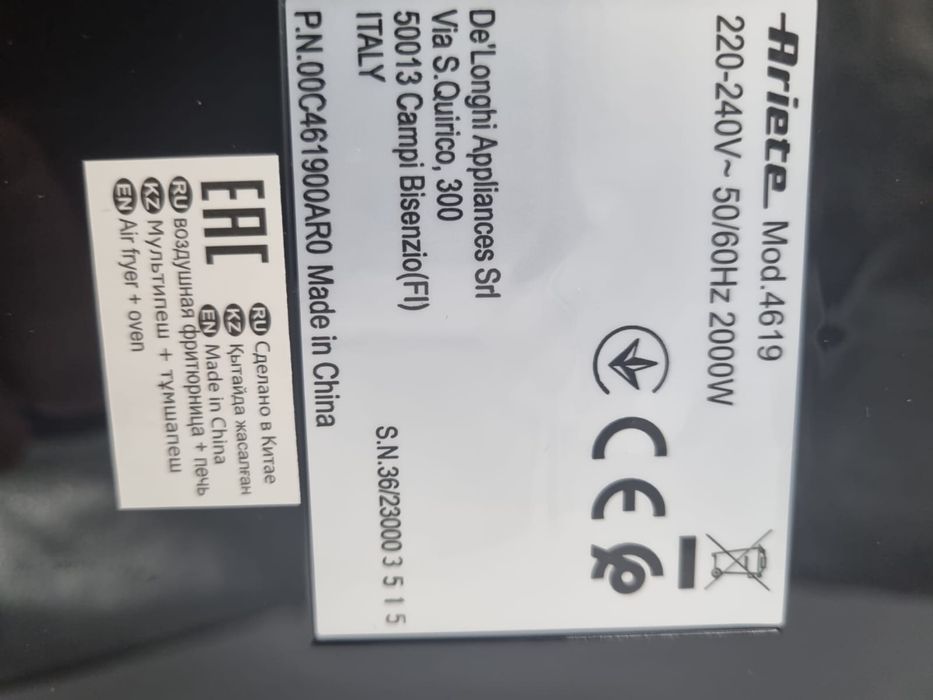 Ariete Mod.4619
220-240V~ 50/60Hz 2000W
De'Longhi Appliances Srl
Via S.Quirico, 300
50013 Campi Bisenzio(FI)
ITALY
S.N.36/23000 3 5 1 5
P.N.00C461900AR0 Made in China
CE
EAC
RU Сделано в Китае
KZ Қытайда жасалған
EN Made in China
RU воздушная фритюрница + печь
KZ Мультипеш + тұмшапеш
EN Air fryer + oven